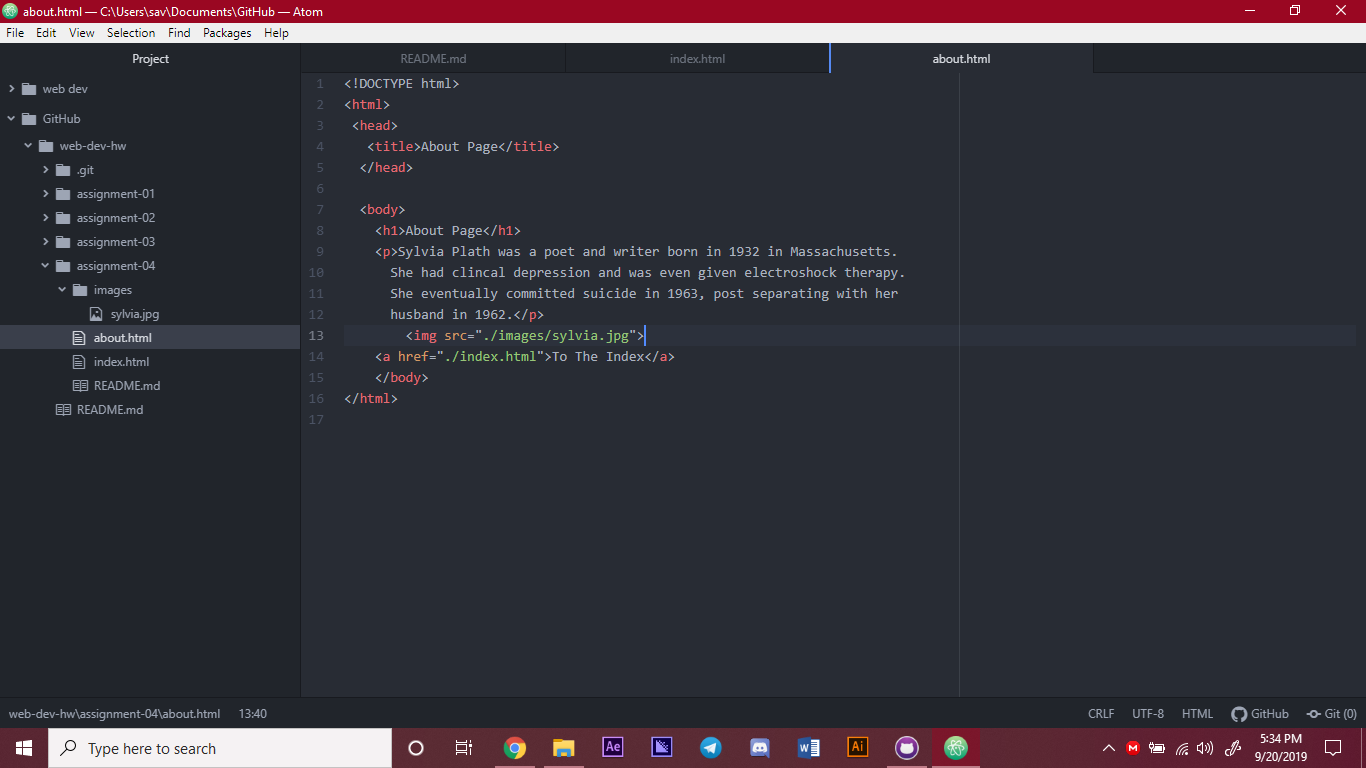 about.html — C:\Users\sav\Documents\GitHub — Atom
File Edit View Selection Find Packages Help
Project
README.md index.html about.html
web dev
GitHub
web-dev-hw
.git
assignment-01
assignment-02
assignment-03
assignment-04
images
sylvia.jpg
about.html
index.html
README.md
README.md
1 <!DOCTYPE html>
2 <html>
3 <head>
4 <title>About Page</title>
5 </head>
6
7 <body>
8 <h1>About Page</h1>
9 <p>Sylvia Plath was a poet and writer born in 1932 in Massachusetts.
10 She had clincal depression and was even given electroshock therapy.
11 She eventually committed suicide in 1963, post separating with her
12 husband in 1962.</p>
13 <img src="./images/sylvia.jpg">
14 <a href="./index.html">To The Index</a>
15 </body>
16 </html>
17
web-dev-hw\assignment-04\about.html 13:40 CRLF UTF-8 HTML GitHub Git (0)
Type here to search
Ae
W
Ai
M
5:34 PM
9/20/2019